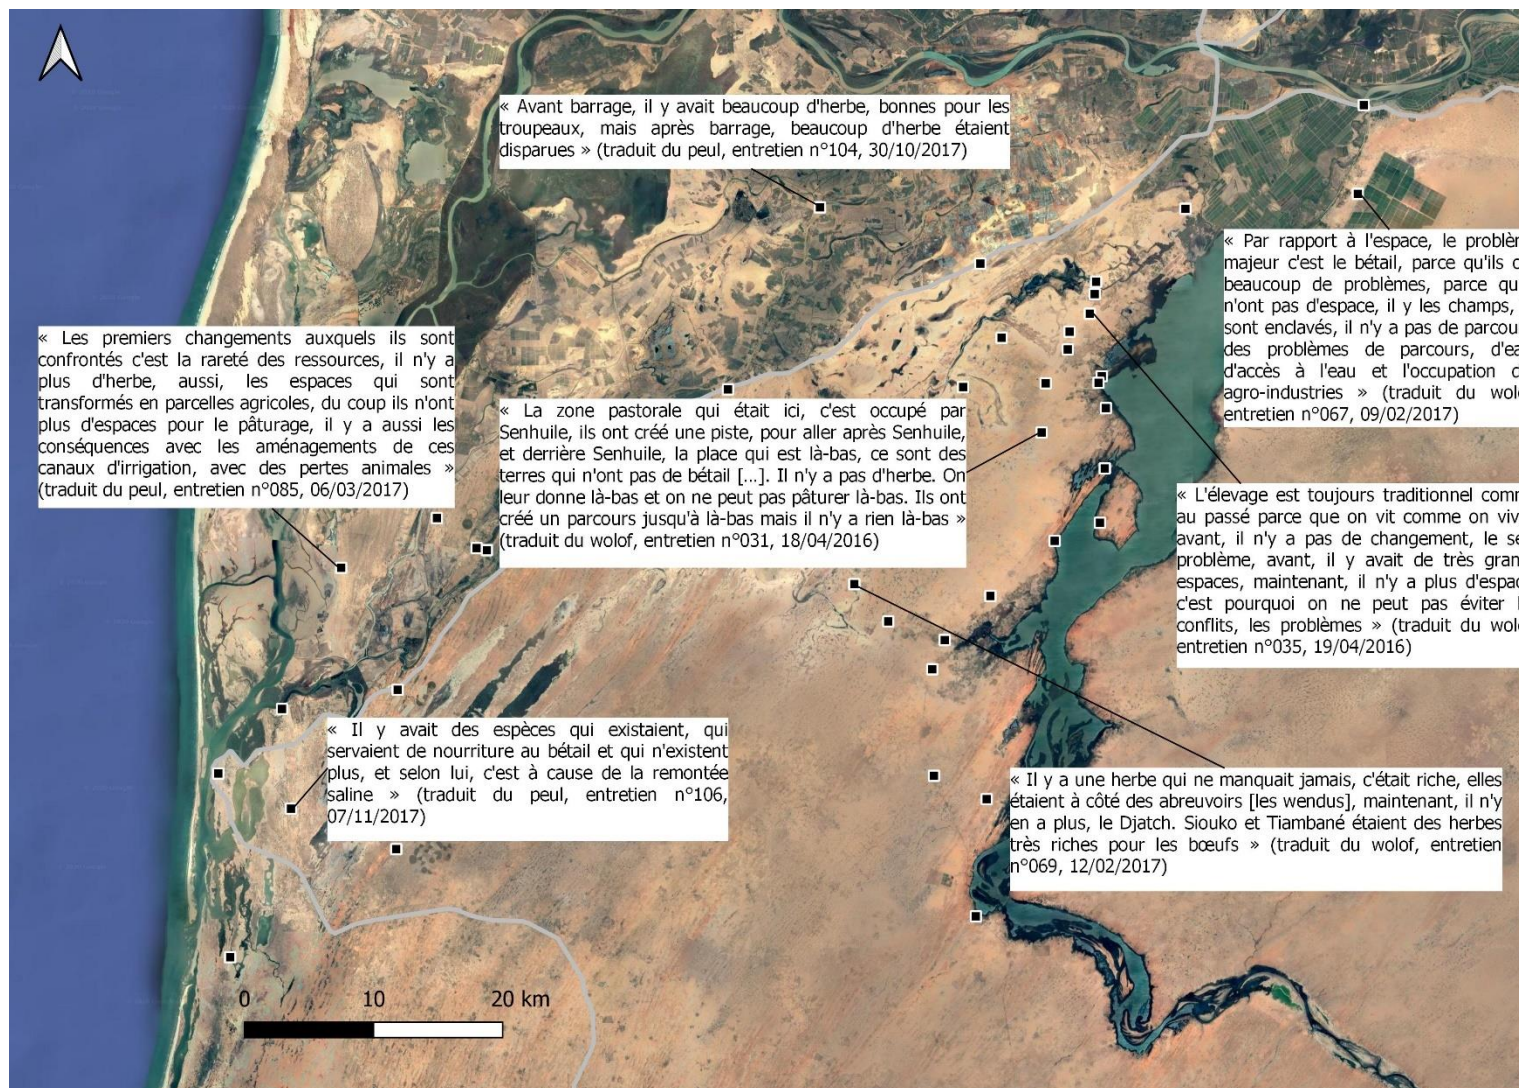 « Avant barrage, il y avait beaucoup d'herbe, bonnes pour les
troupeaux, mais après barrage, beaucoup d'herbe étaient
disparues » (traduit du peul, entretien n°104, 30/10/2017)
« Par rapport à l'espace, le problèm
majeur c'est le bétail, parce qu'ils o
beaucoup de problèmes, parce qu
n'ont pas d'espace, il y les champs,
sont enclavés, il n'y a pas de parcour
des problèmes de parcours, d'ea
d'accès à l'eau et l'occupation d
agro-industries » (traduit du wolo
entretien n°067, 09/02/2017)
« Les premiers changements auxquels ils sont
confrontés c'est la rareté des ressources, il n'y a
plus d'herbe, aussi, les espaces qui sont
transformés en parcelles agricoles, du coup ils n'ont
plus d'espaces pour le pâturage, il y a aussi les
conséquences avec les aménagements de ces
canaux d'irrigation, avec des pertes animales »
(traduit du peul, entretien n°085, 06/03/2017)
« La zone pastorale qui était ici, c'est occupé par
Senhuile, ils ont créé une piste, pour aller après Senhuile,
et derrière Senhuile, la place qui est là-bas, ce sont des
terres qui n'ont pas de bétail [...]. Il n'y a pas d'herbe. On
leur donne là-bas et on ne peut pas pâturer là-bas. Ils ont
créé un parcours jusqu'à là-bas mais il n'y a rien là-bas »
(traduit du wolof, entretien n°031, 18/04/2016)
« L'élevage est toujours traditionnel comm
au passé parce que on vit comme on viv
avant, il n'y a pas de changement, le se
problème, avant, il y avait de très gran
espaces, maintenant, il n'y a plus d'espac
c'est pourquoi on ne peut pas éviter l
conflits, les problèmes » (traduit du wolo
entretien n°035, 19/04/2016)
« Il y avait des espèces qui existaient, qui
servaient de nourriture au bétail et qui n'existent
plus, et selon lui, c'est à cause de la remontée
saline » (traduit du peul, entretien n°106,
07/11/2017)
« Il y a une herbe qui ne manquait jamais, c'était riche, elles
étaient à côté des abreuvoirs [les wendus], maintenant, il n'y
en a plus, le Djatch. Siouko et Tiambané étaient des herbes
très riches pour les bœufs » (traduit du wolof, entretien
n°069, 12/02/2017)
0 10 20 km